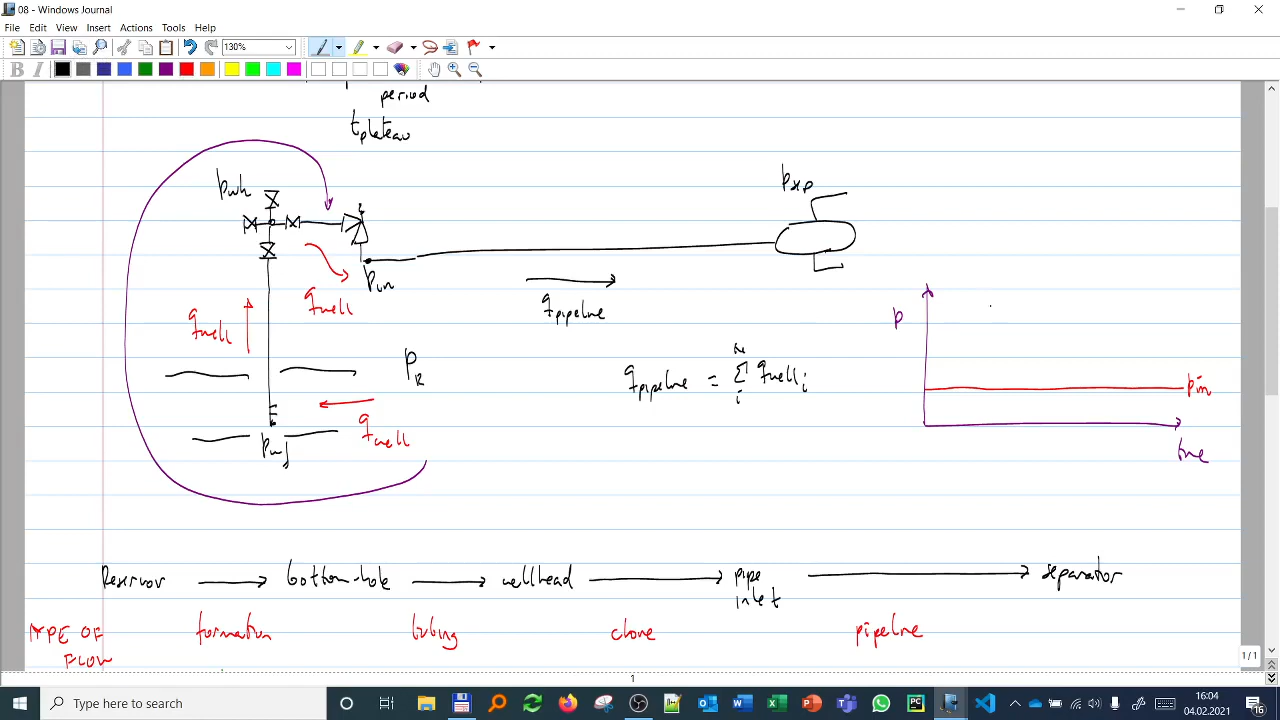 08 - Windows Journal
File Edit View Insert Actions Tools Help
130%
B I
period
tplateau
pwh
psep
pin
qwell
qpipeline
qwell
p
PR
N
qpipeline = Σ qwell i
i
pin
qwell
pwf
time
Reservoir bottom-hole wellhead pipe inlet separator
TYPE OF FLOW formation tubing choke pipeline
1/1
1
Type here to search
16:04
04.02.2021
16